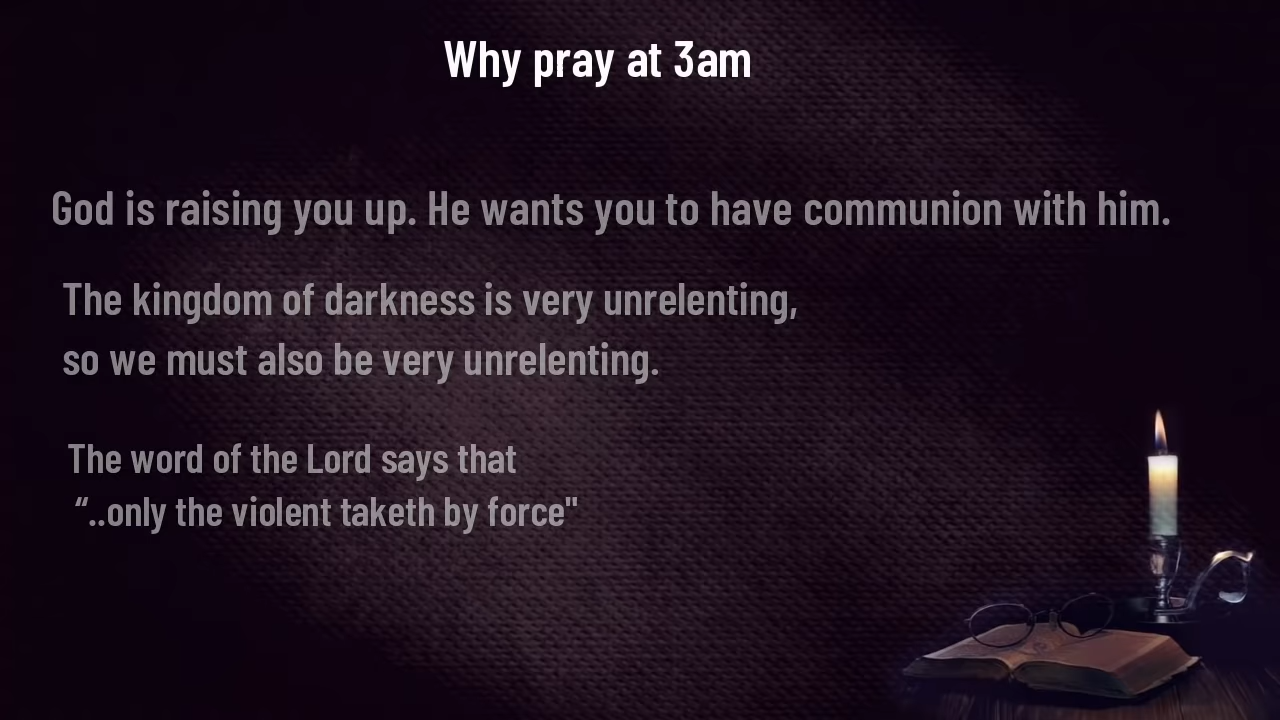 Why pray at 3am
God is raising you up. He wants you to have communion with him.
The kingdom of darkness is very unrelenting,
so we must also be very unrelenting.
The word of the Lord says that
“..only the violent taketh by force"